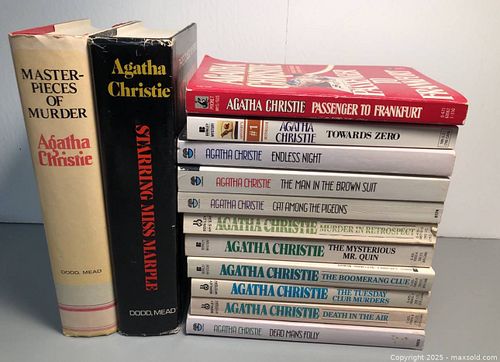 MASTER-
PIECES
OF
MURDER
Agatha
Christie
DODD, MEAD
Agatha
Christie
STARRING MISS MARPLE
DODD, MEAD
AGATHA CHRISTIE PASSENGER TO FRANKFURT
#1
AGATHA
CHRISTIE
TOWARDS ZERO
AGATHA CHRISTIE ENDLESS NIGHT
AGATHA CHRISTIE THE MAN IN THE BROWN SUIT
AGATHA CHRISTIE CAT AMONG THE PIGEONS
AGATHA CHRISTIE MURDER IN RETROSPECT
AGATHA CHRISTIE THE MYSTERIOUS
MR. QUIN
AGATHA CHRISTIE THE BOOMERANG CLUE
AGATHA CHRISTIE THE TUESDAY
CLUB MURDERS
AGATHA CHRISTIE DEATH IN THE AIR
AGATHA CHRISTIE DEAD MAN'S FOLLY
Copyright 2025 - maxsold.com